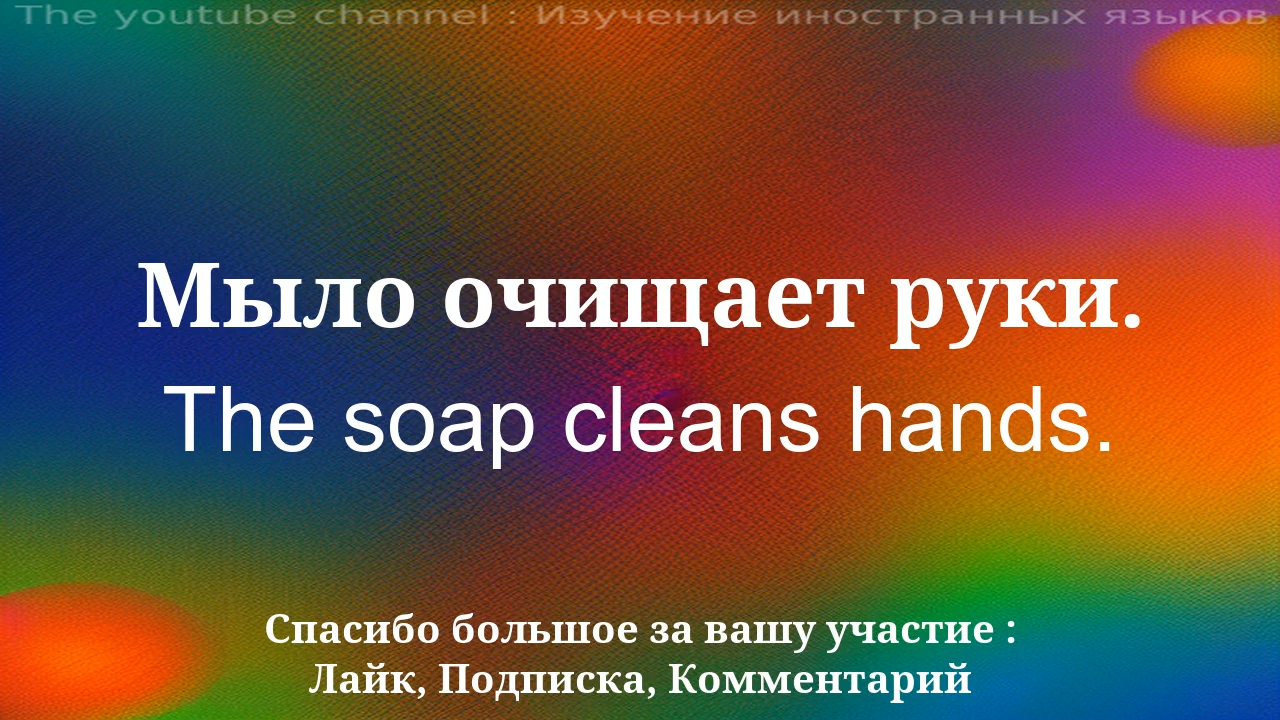 The youtube channel : Изучение иностранных языков
Мыло очищает руки.
The soap cleans hands.
Спасибо большое за вашу участие :
Лайк, Подписка, Комментарий